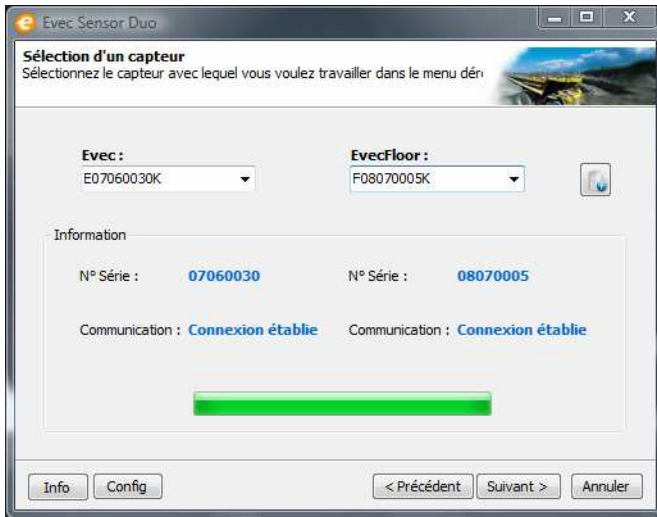 Evec Sensor Duo
Sélection d'un capteur
Sélectionnez le capteur avec lequel vous voulez travailler dans le menu déro
Evec :
EvecFloor :
E07060030K
F08070005K
Information
N° Série : 07060030
N° Série : 08070005
Communication : Connexion établie
Communication : Connexion établie
Info
Config
< Précédent
Suivant >
Annuler